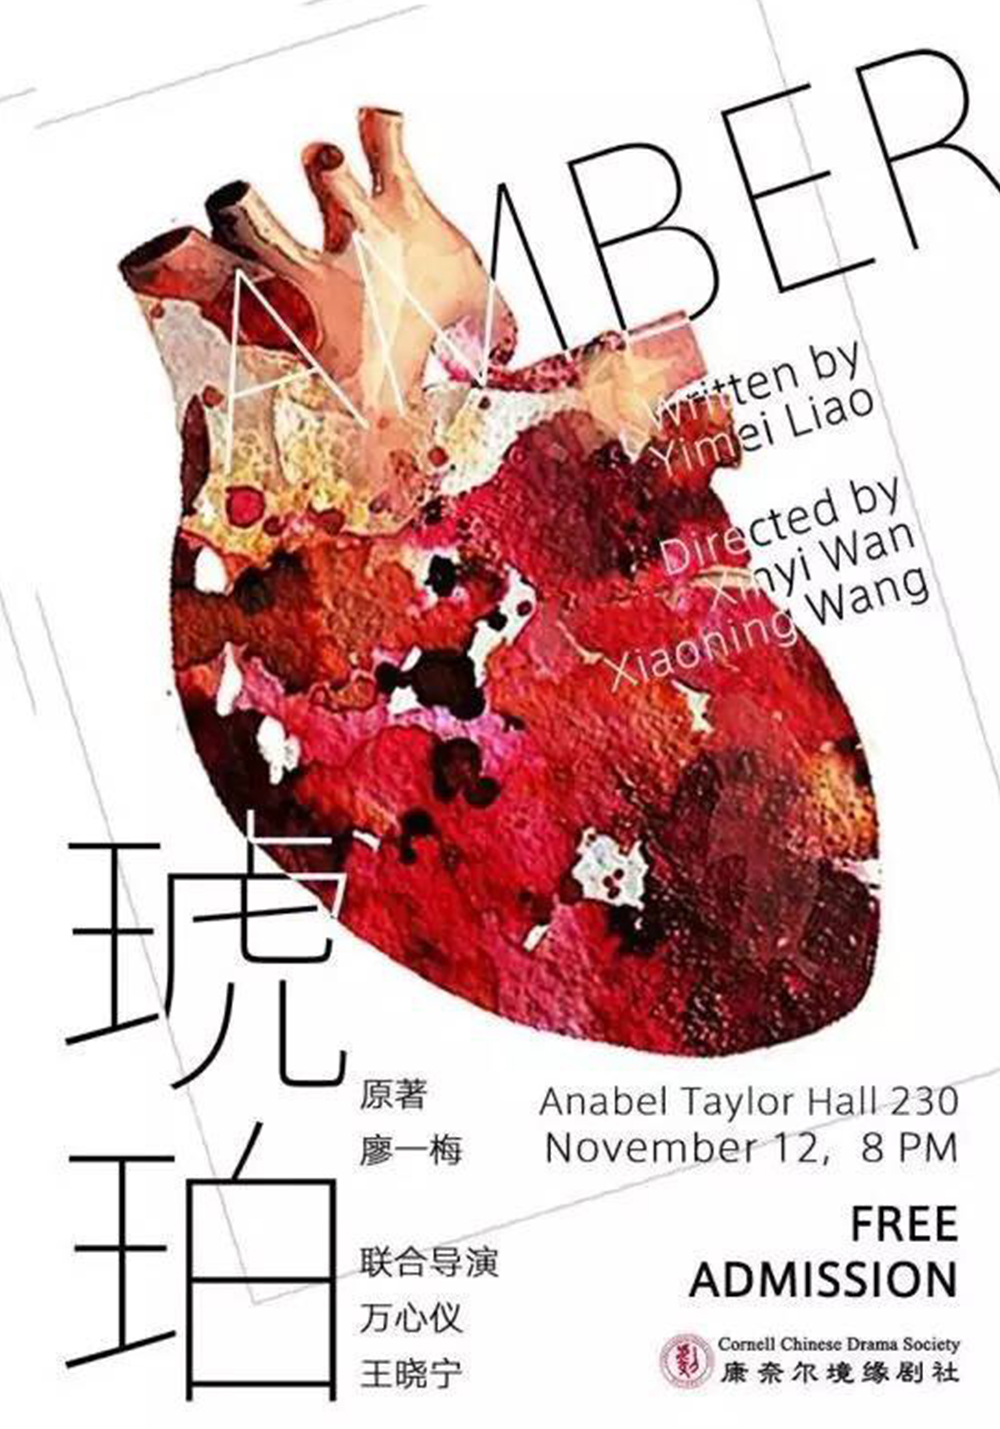 AMBER
Written by
Yimei Liao
Directed by
Xinyi Wan
Xiaoning Wang
琥珀
原著
廖一梅
联合导演
万心仪
王晓宁
Anabel Taylor Hall 230
November 12, 8 PM
FREE
ADMISSION
Cornell Chinese Drama Society
康奈尔境缘剧社